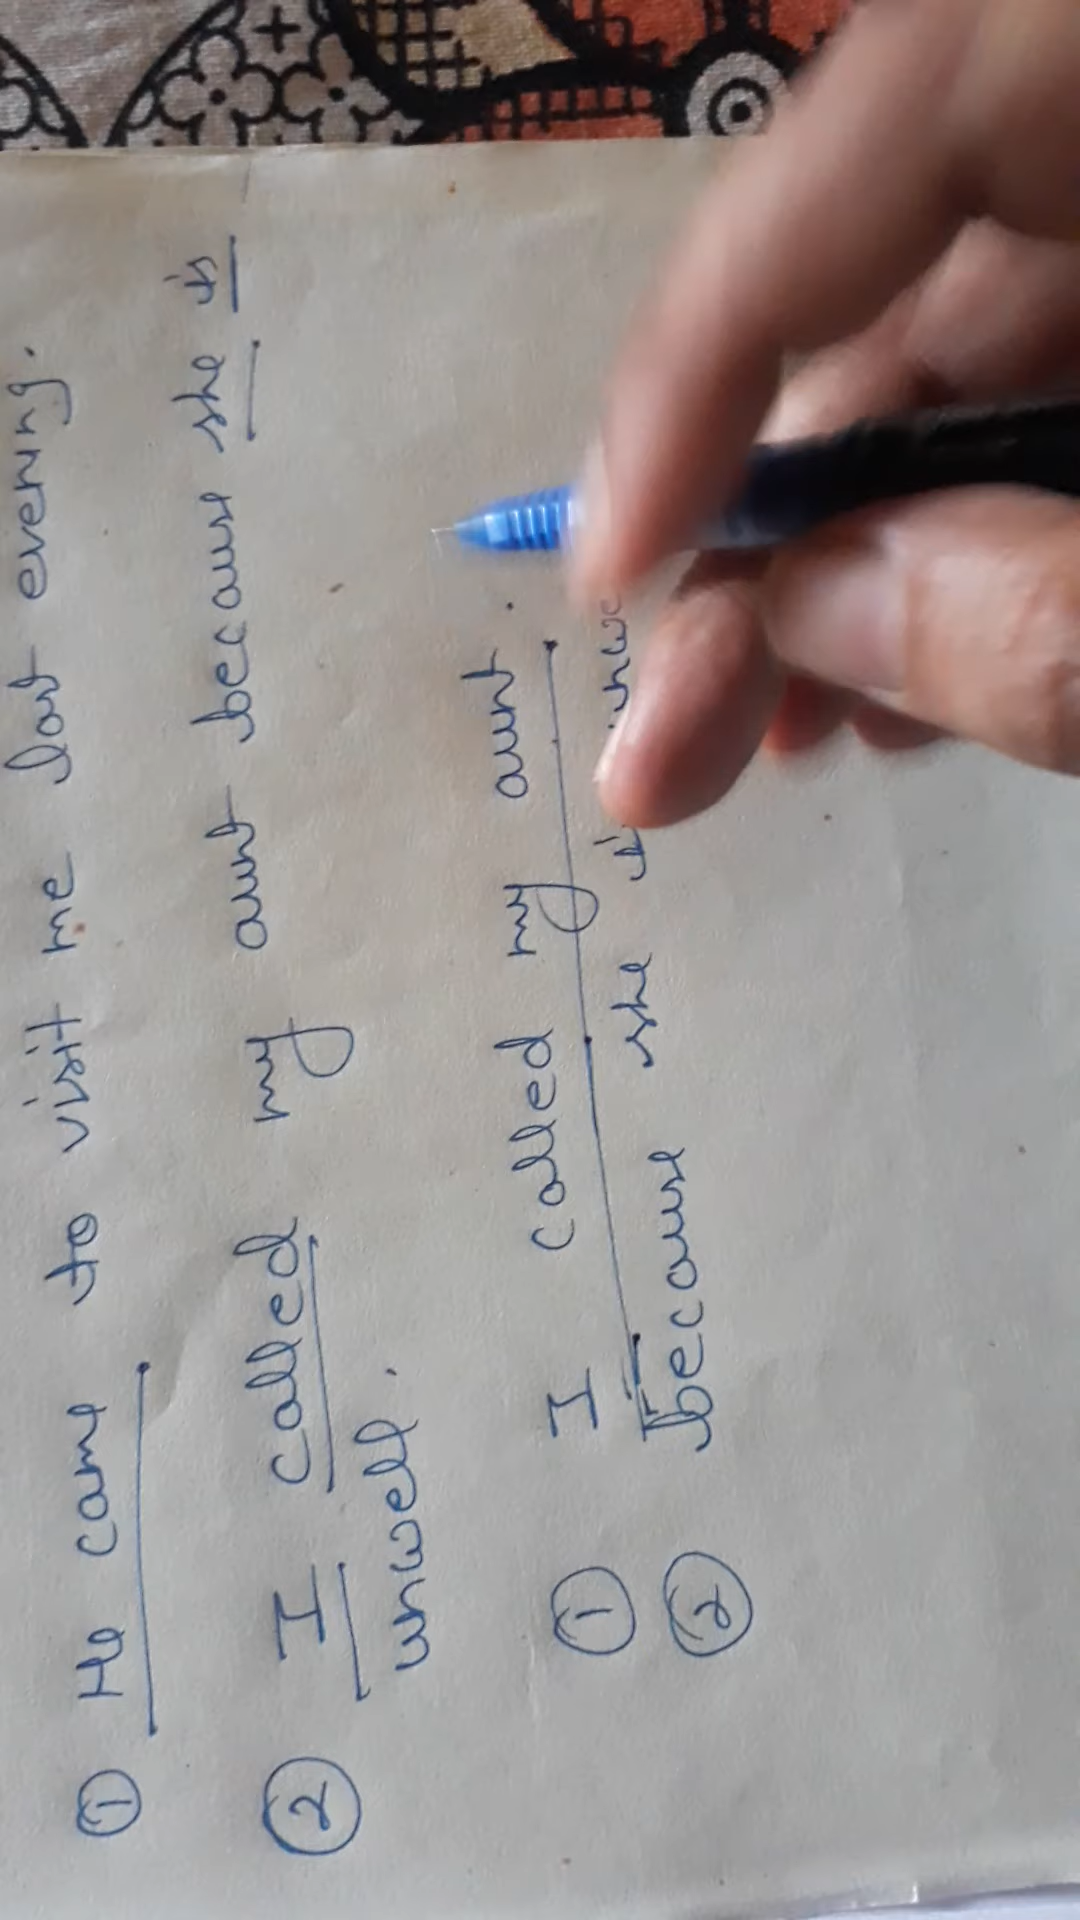 ① He came to visit me last evening.
② I called my aunt because she is
unwell.
① I called my aunt.
② because she